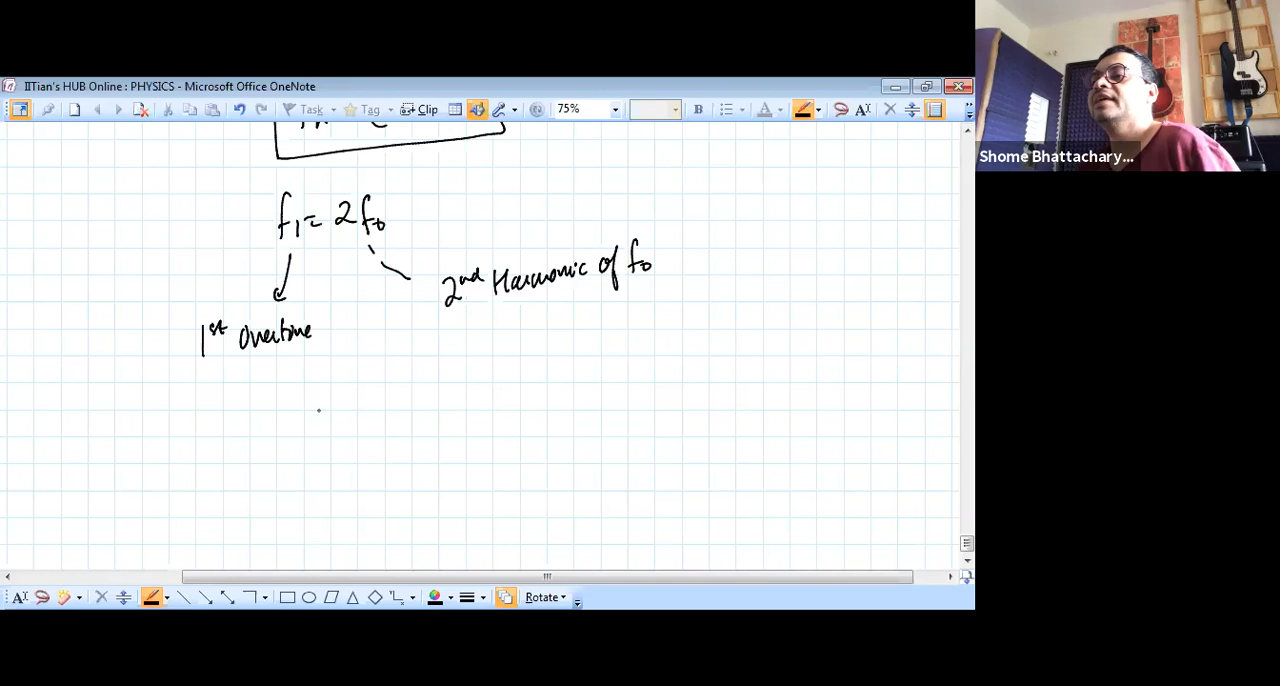 IITian's HUB Online : PHYSICS - Microsoft Office OneNote
Task Tag Clip 75% B A A
f1 = 2f0
2nd Harmonic of f0
1st Overtone
A Rotate
Shome Bhattachary...